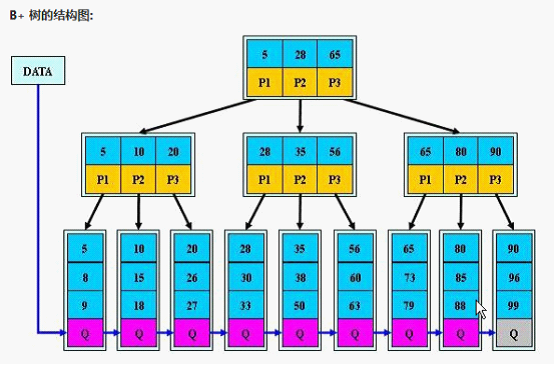 B+ 树的结构图:
5 28 65
DATA
P1 P2 P3
5 10 20 28 35 56 65 80 90
P1 P2 P3 P1 P2 P3 P1 P2 P3
5 10 20 28 35 56 65 80 90
8 15 26 30 38 60 73 85 96
9 18 27 33 50 63 79 88 99
Q Q Q Q Q Q Q Q Q